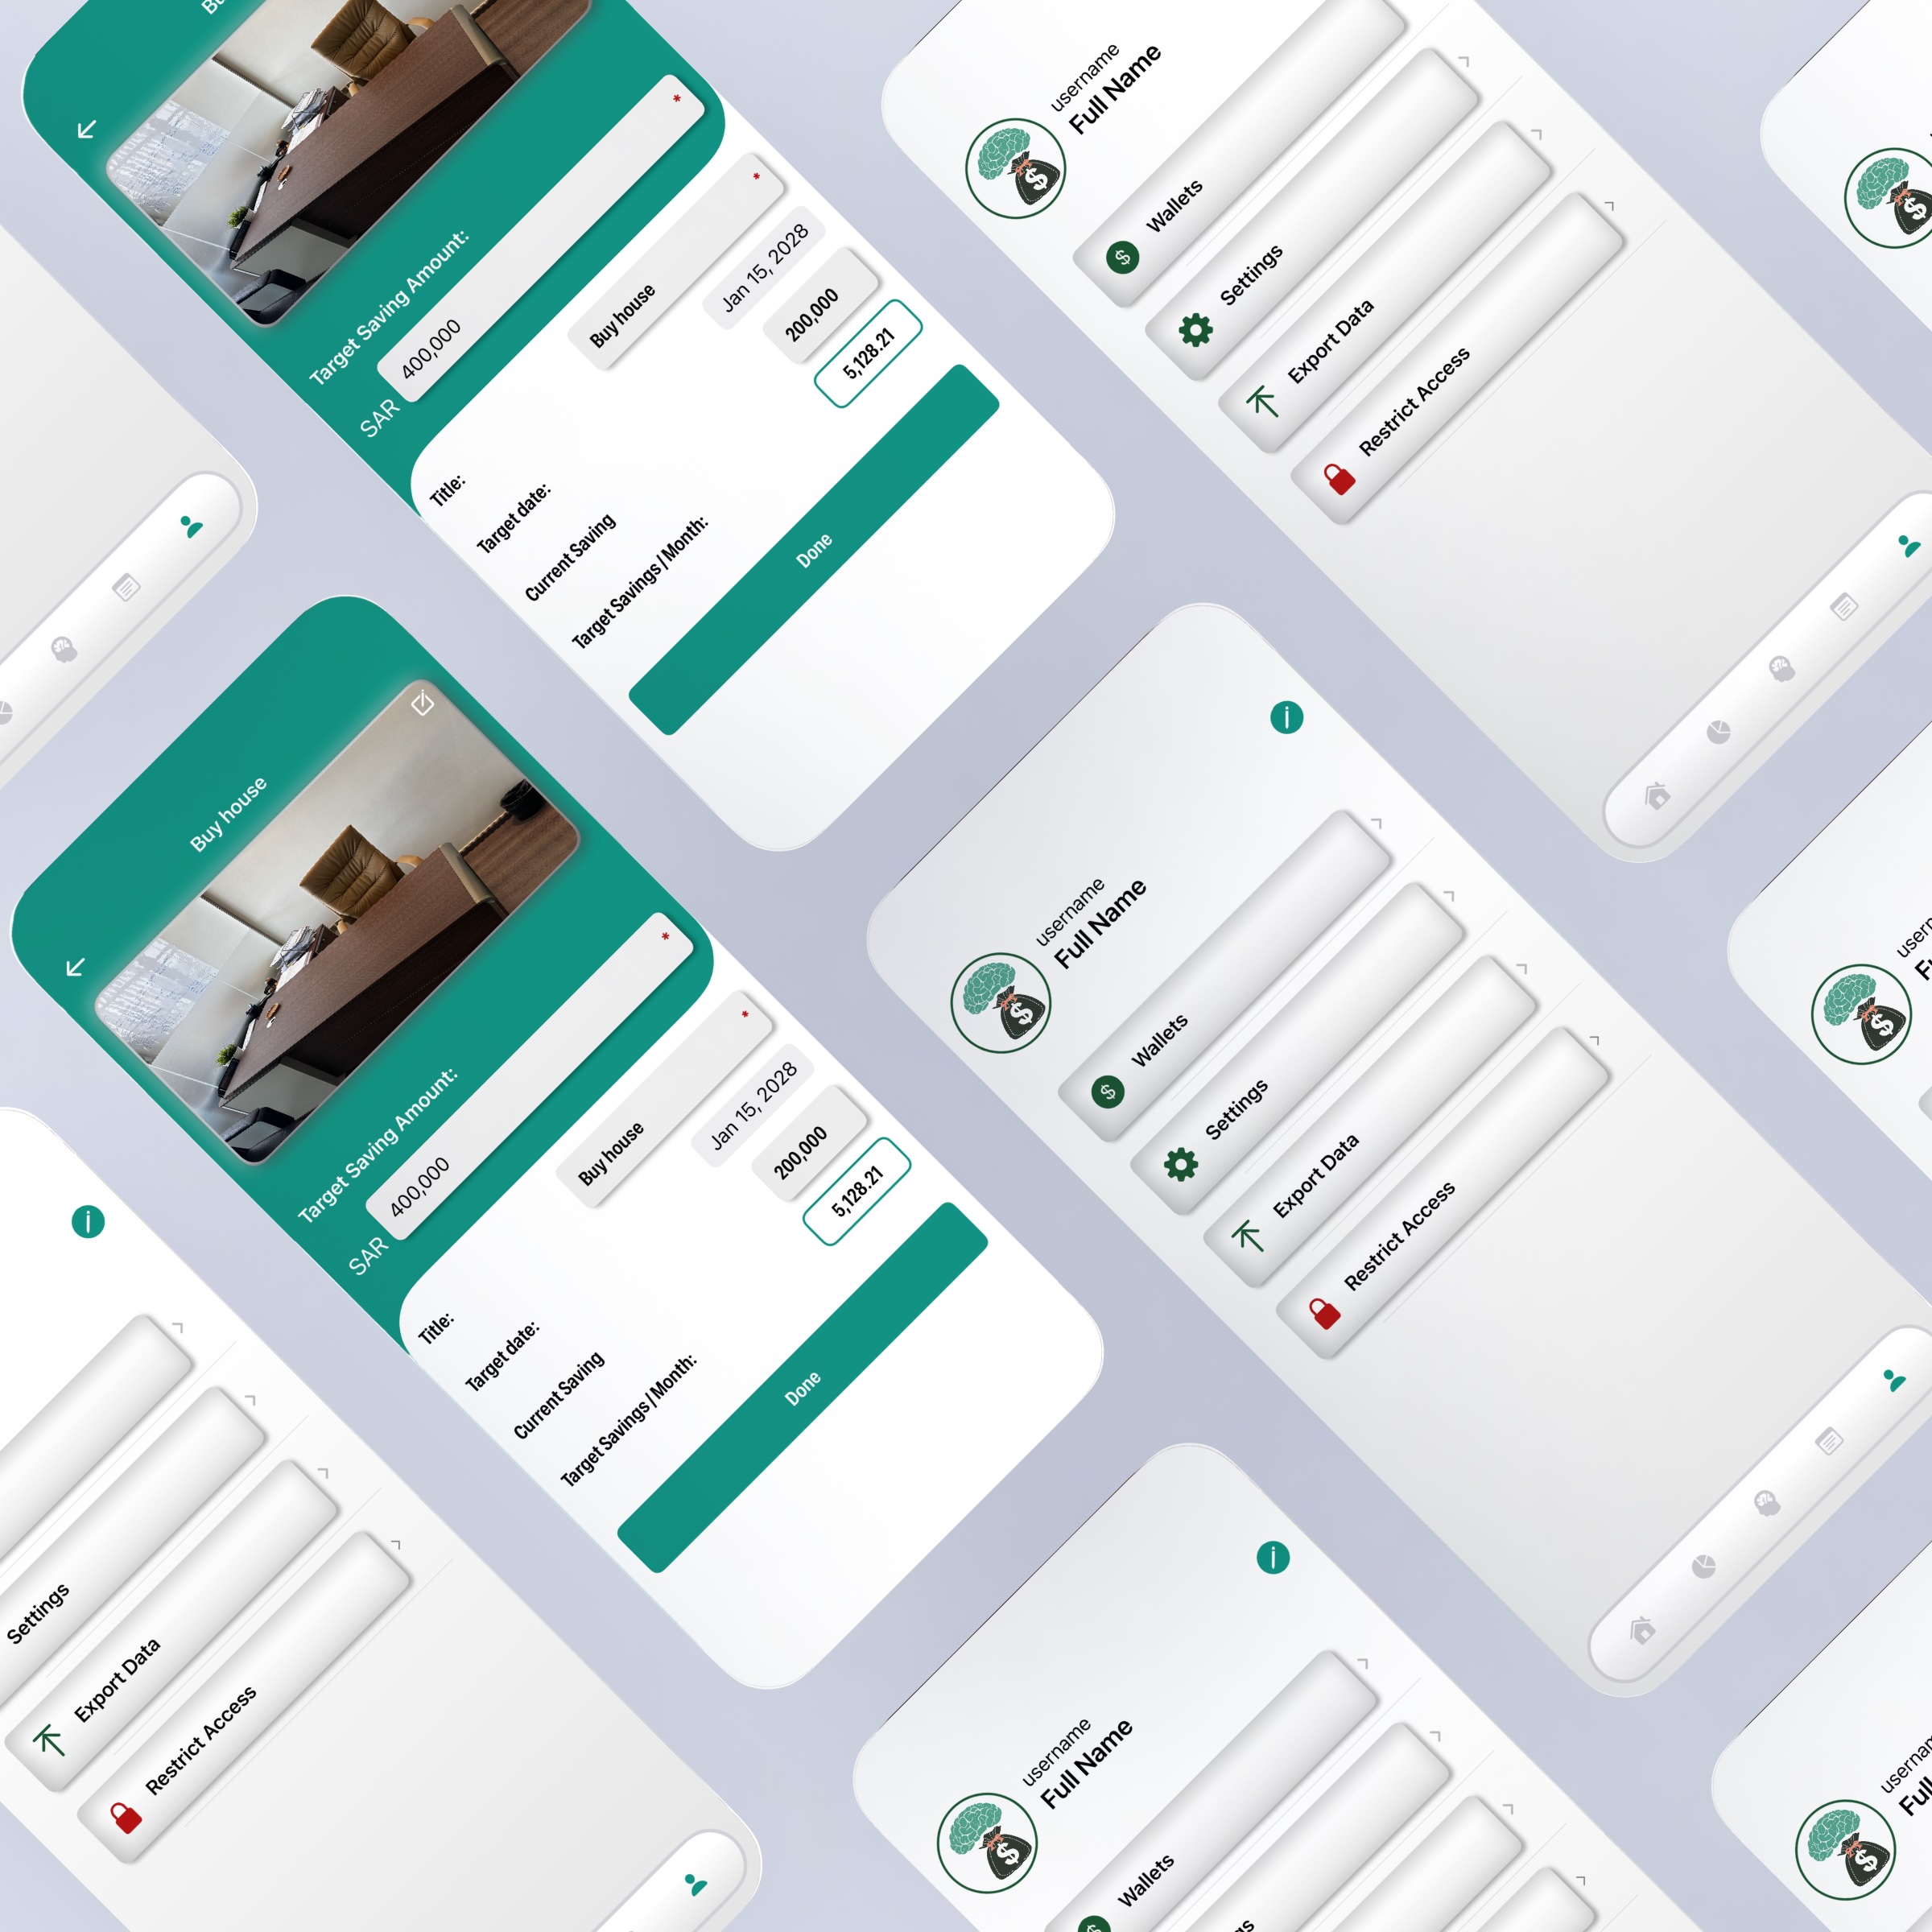 Target Saving Amount:
SAR 400,000 *
Title: Buy house *
Target date: Jan 15, 2028
Current Saving 200,000
Target Savings / Month: 5,128.21
Done
username
Full Name
Wallets
Settings
Export Data
Restrict Access
Buy house
Target Saving Amount:
SAR 400,000 *
Title: Buy house *
Target date: Jan 15, 2028
Current Saving 200,000
Target Savings / Month: 5,128.21
Done
i
username
Full Name
Wallets
Settings
Export Data
Restrict Access
i
Settings
Export Data
Restrict Access
i
username
Full Name
Wallets